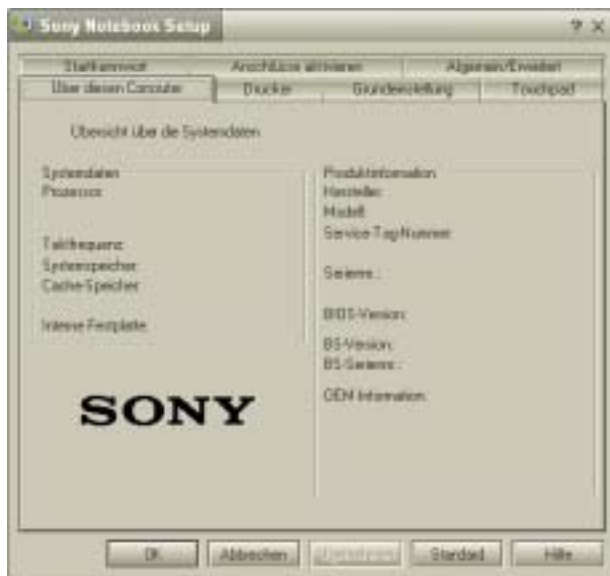 Sony Notebook Setup
Startkennwort Anschlüsse aktivieren Algemein/Erweitert
Über diesen Computer Drucker Grundeinstellung Touchpad
Übersicht über die Systemdaten
Systemdaten
Prozessor
Taktfrequenz
Systemspeicher
Cache-Speicher
Interne Festplatte
Produktinformation
Hersteller
Modell
Service-Tag-Nummer
Seriennr.:
BIOS-Version:
BS-Version:
BS-Seriennr.:
OEM-Information
SONY
OK Abbrechen Standard Hilfe